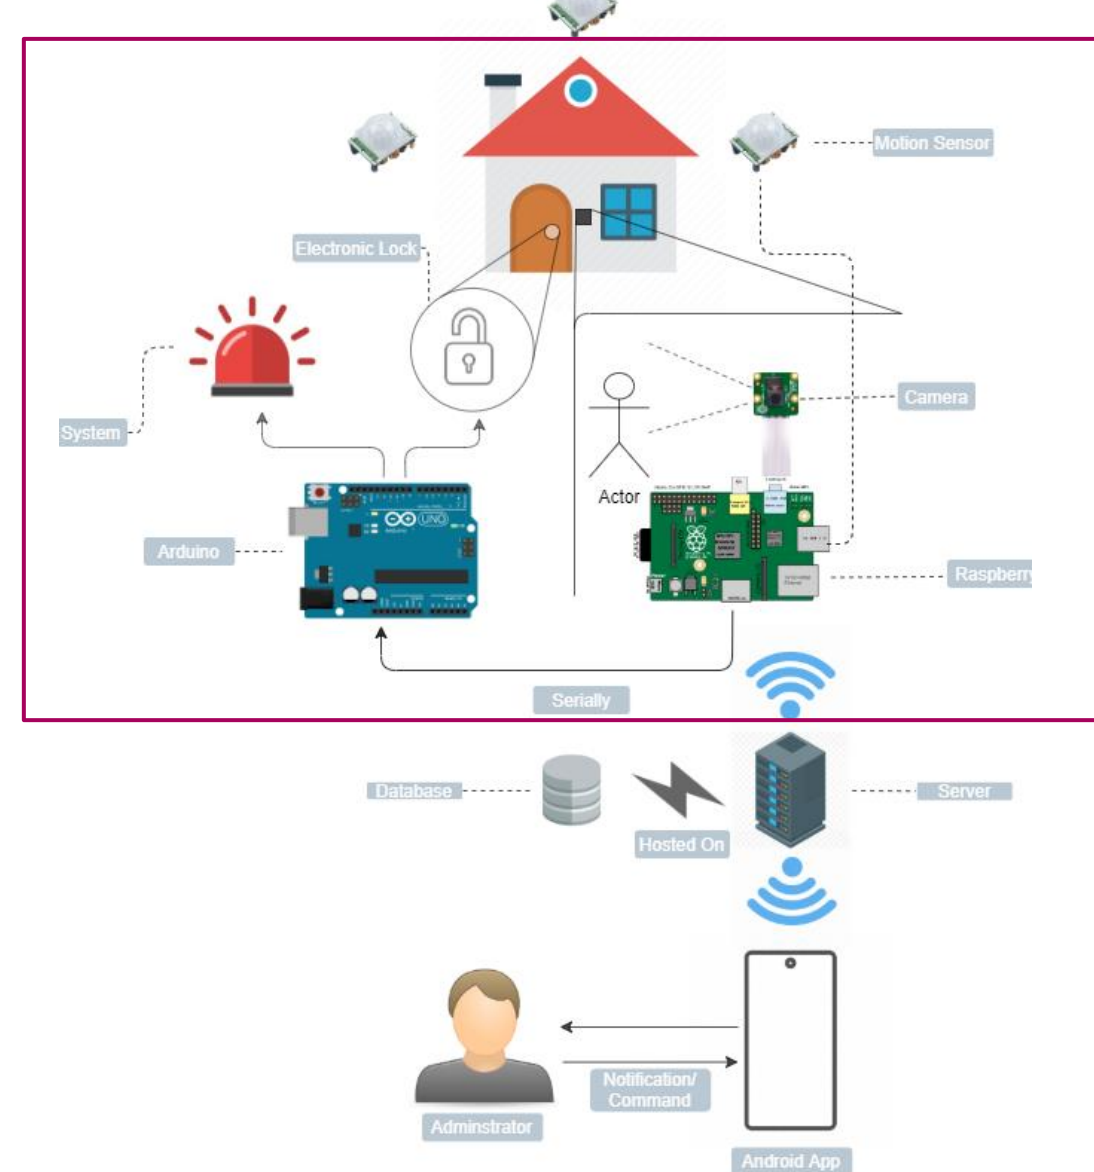 Motion Sensor
Electronic Lock
Camera
System
Actor
UNO
Arduino
Raspberry
Serially
Database
Server
Hosted On
Notification/
Command
Adminstrator
Android App